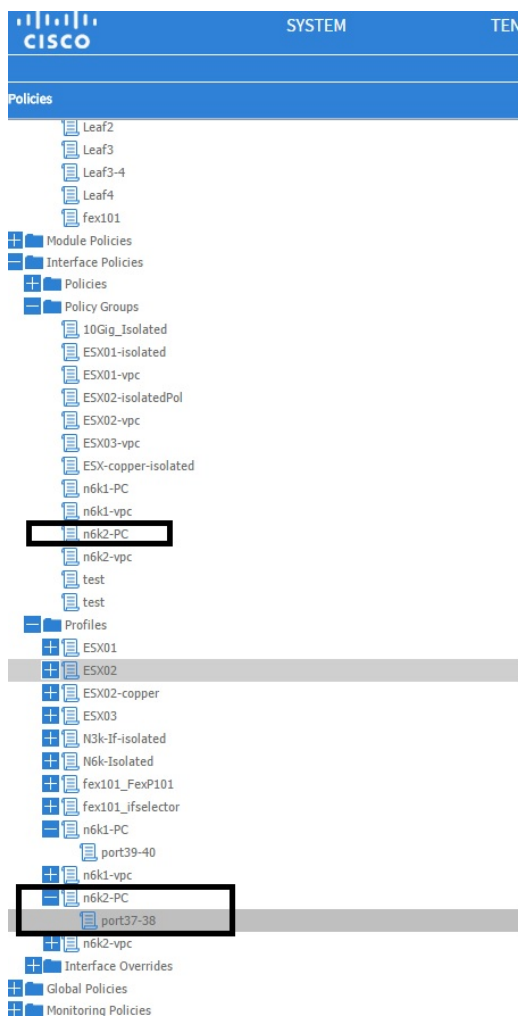 CISCO
SYSTEM
TEN
Policies
Leaf2
Leaf3
Leaf3-4
Leaf4
fex101
Module Policies
Interface Policies
Policies
Policy Groups
10Gig_Isolated
ESX01-isolated
ESX01-vpc
ESX02-isolatedPol
ESX02-vpc
ESX03-vpc
ESX-copper-isolated
n6k1-PC
n6k1-vpc
n6k2-PC
n6k2-vpc
test
test
Profiles
ESX01
ESX02
ESX02-copper
ESX03
N3k-If-isolated
N6k-Isolated
fex101_FexP101
fex101_ifselector
n6k1-PC
port39-40
n6k1-vpc
n6k2-PC
port37-38
n6k2-vpc
Interface Overrides
Global Policies
Monitoring Policies